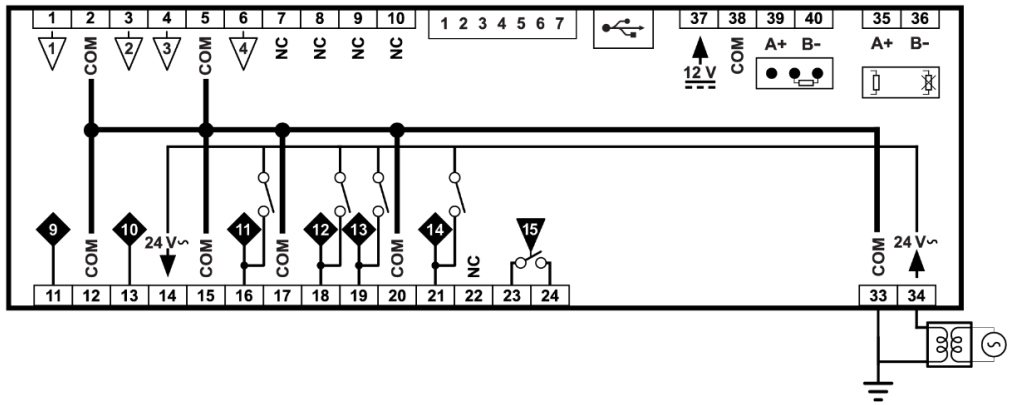 1 2 3 4 5 6 7 8 9 10 1 2 3 4 5 6 7 37 38 39 40 35 36
1 COM 2 3 COM 4 NC NC NC NC COM A+ B- A+ B-
12 V
9 10 11 12 13 14 15
24 V~ 24 V~
COM COM COM COM NC COM
11 12 13 14 15 16 17 18 19 20 21 22 23 24 33 34